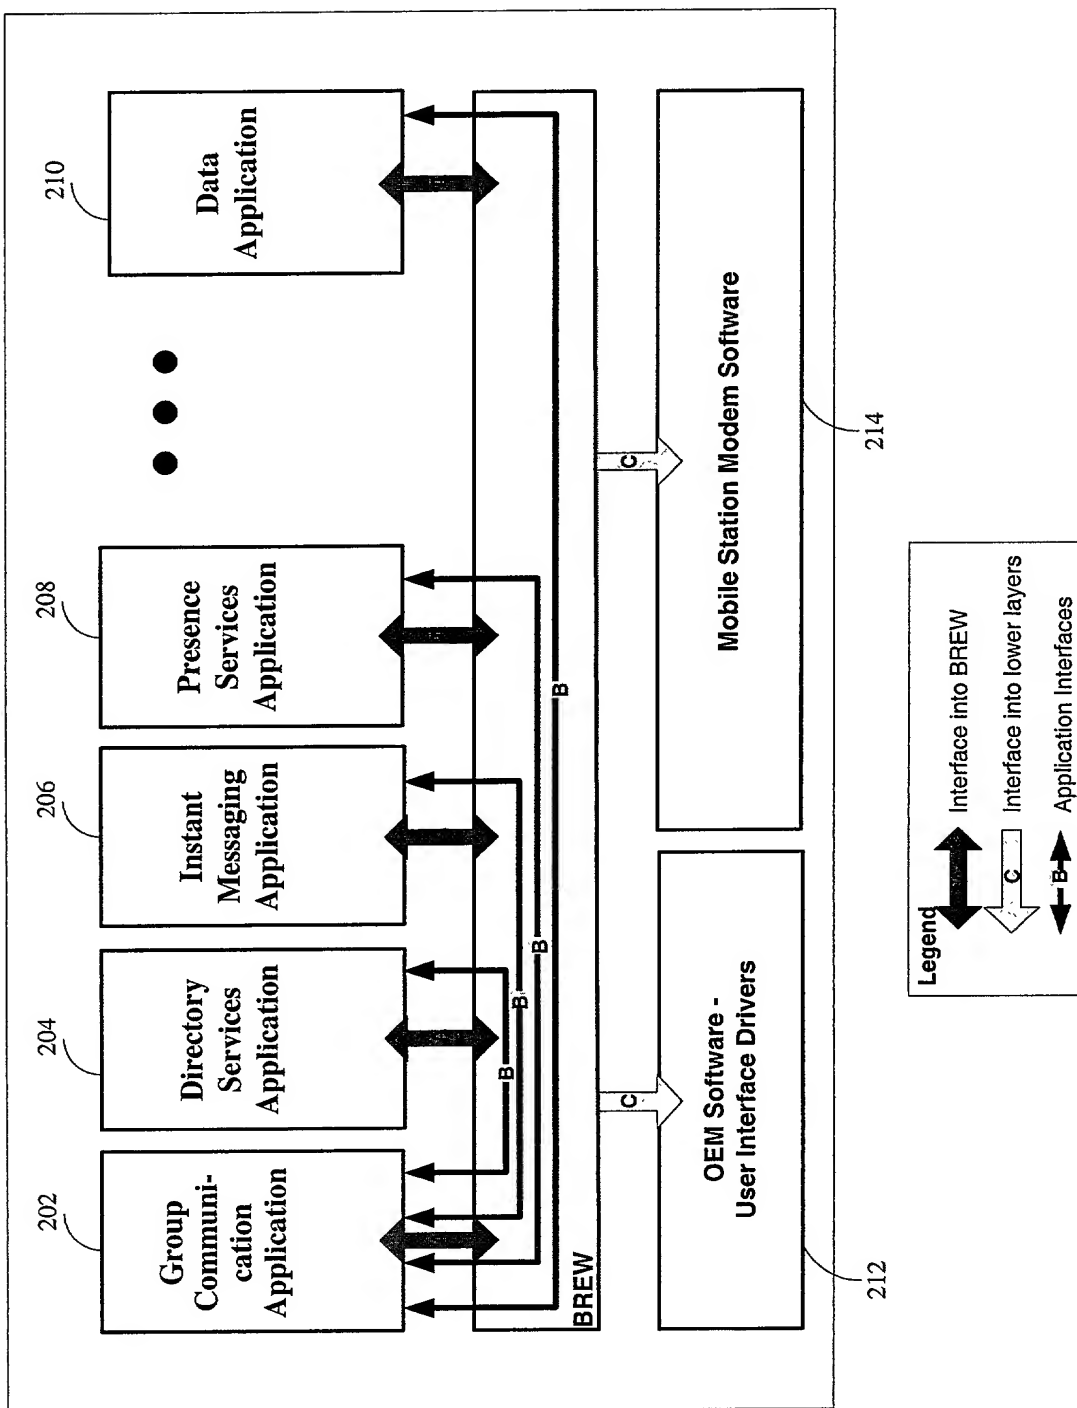 202
204
206
208
210
Group
Communi-
cation
Application
Directory
Services
Application
Instant
Messaging
Application
Presence
Services
Application
Data
Application
B
B
B
B
BREW
C
C
OEM Software -
User Interface Drivers
Mobile Station Modem Software
212
214
Legend
Interface into BREW
C
Interface into lower layers
B
Application Interfaces